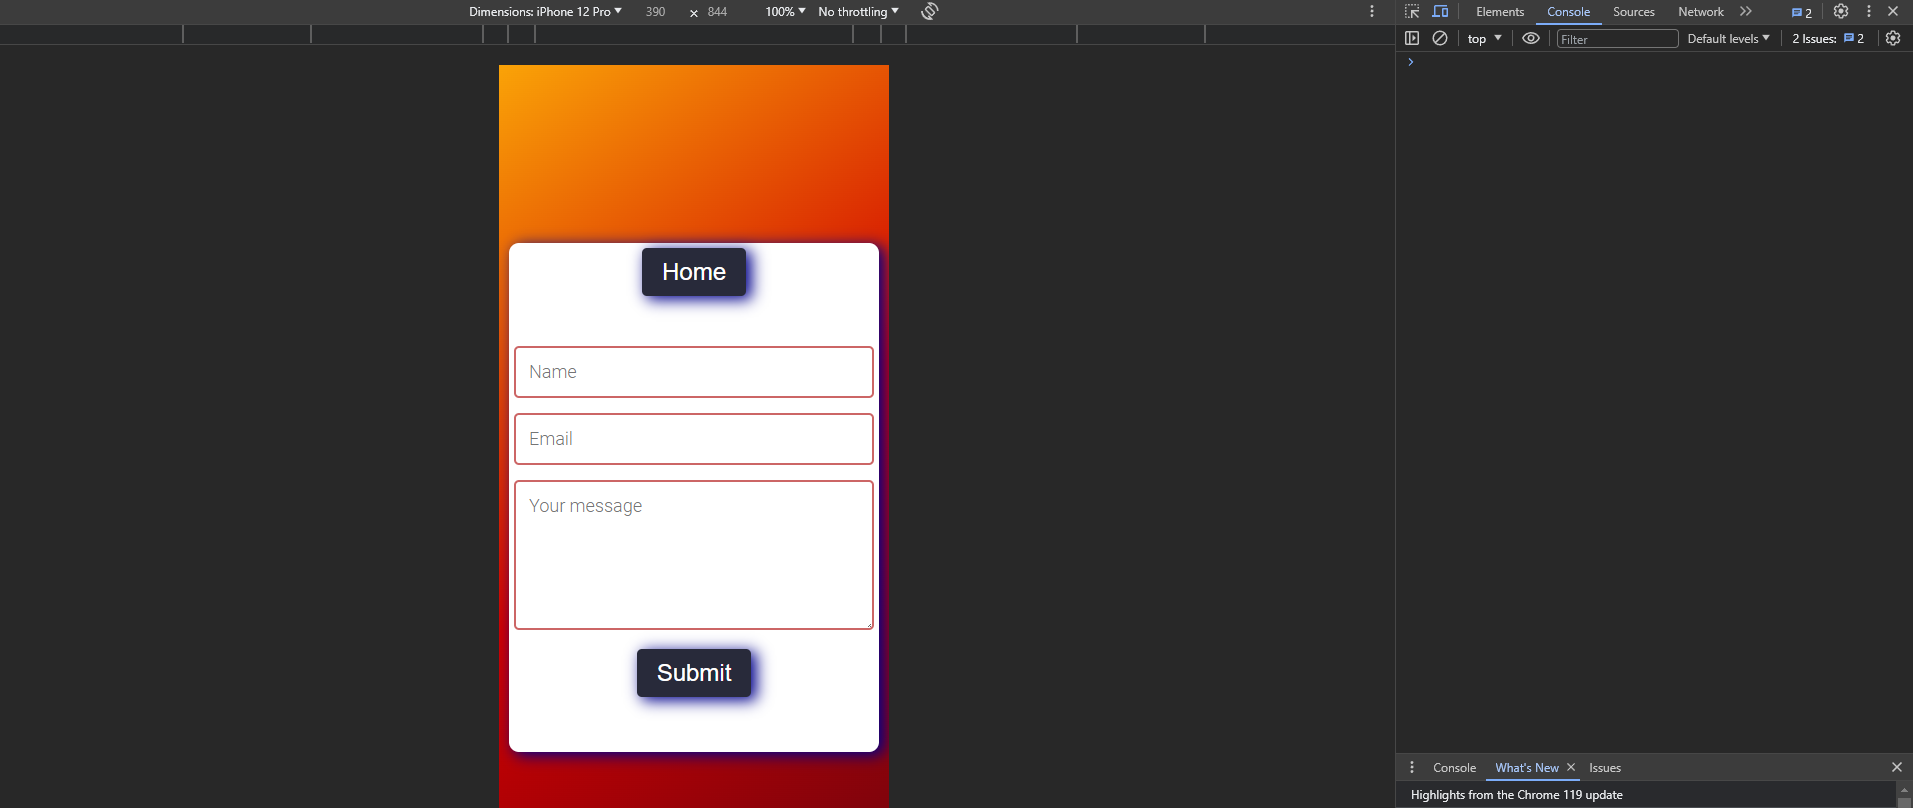 Dimensions: iPhone 12 Pro 390 × 844 100% No throttling
Elements Console Sources Network 2
top Filter Default levels 2 Issues: 2
Home
Name
Email
Your message
Submit
Console What's New Issues
Highlights from the Chrome 119 update